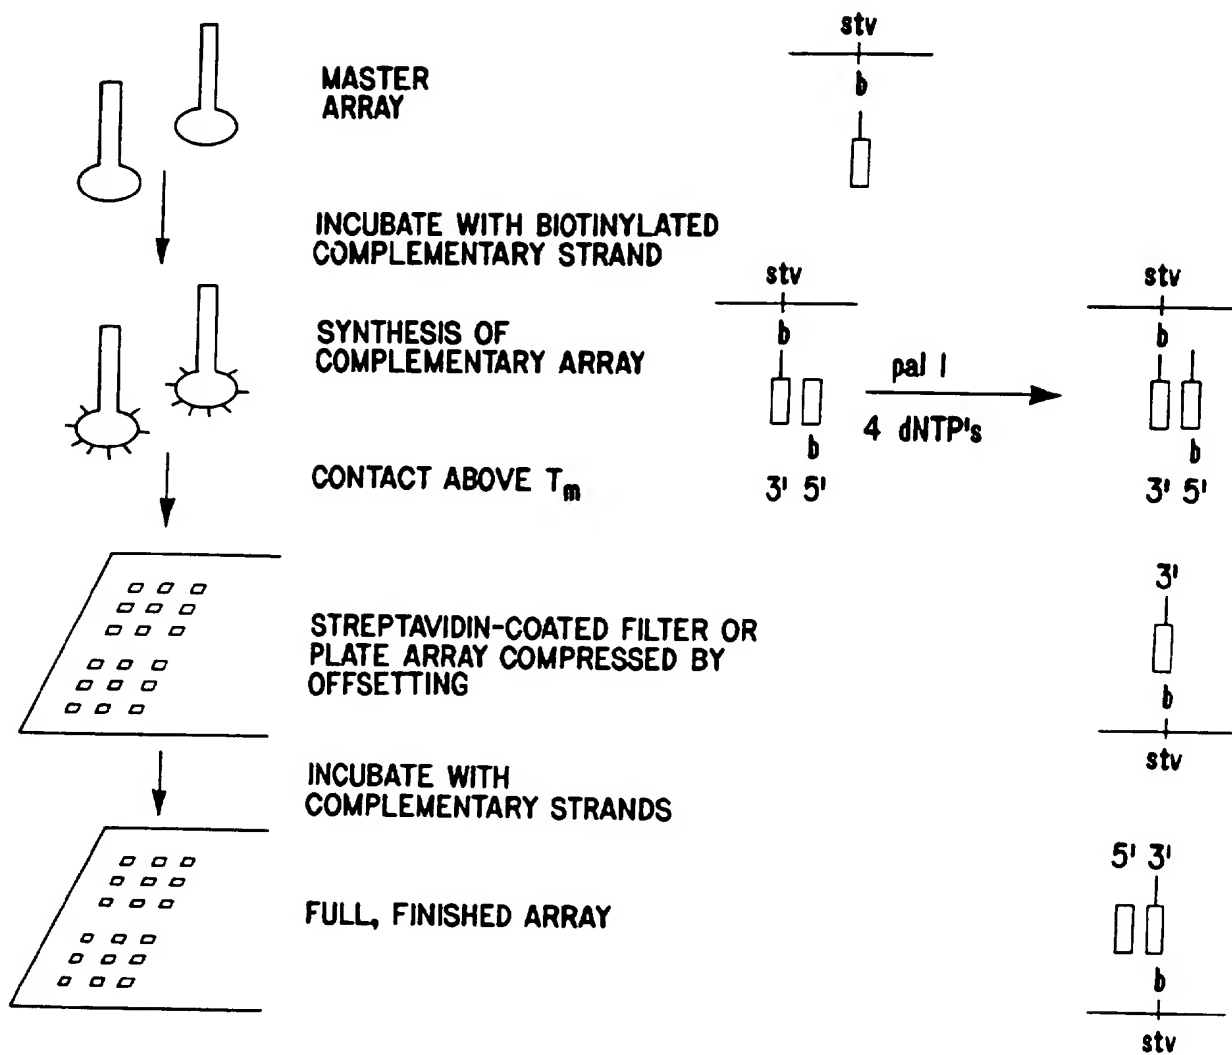 stv
MASTER
ARRAY
b
INCUBATE WITH BIOTINYLATED
COMPLEMENTARY STRAND
stv
stv
SYNTHESIS OF
COMPLEMENTARY ARRAY
b
b
pal I
4 dNTP's
b
b
CONTACT ABOVE Tm
3' 5'
3' 5'
3'
STREPTAVIDIN-COATED FILTER OR
PLATE ARRAY COMPRESSED BY
OFFSETTING
b
stv
INCUBATE WITH
COMPLEMENTARY STRANDS
5' 3'
FULL, FINISHED ARRAY
b
stv